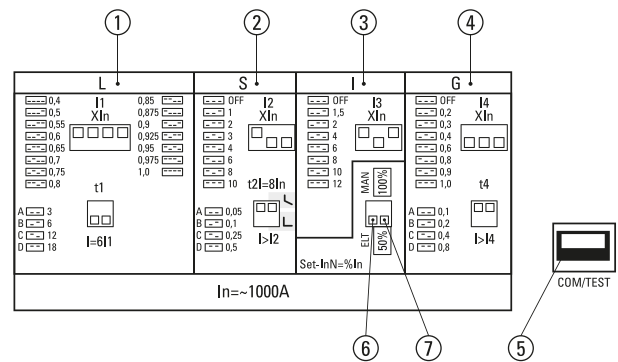 1
2
3
4
L
S
I
G
0,4
0,5
0,55
0,6
0,65
0,7
0,75
0,8
I1
XIn
0,85
0,875
0,9
0,925
0,95
0,975
1,0
t1
A 3
B 6
C 12
D 18
I=6I1
OFF
1
2
3
4
6
8
10
I2
XIn
t2I=8In
A 0,05
B 0,1
C 0,25
D 0,5
I>I2
OFF
1,5
2
4
6
8
10
12
I3
XIn
MAN
100%
ELT
50%
Set-InN=%In
OFF
0,2
0,3
0,4
0,6
0,8
0,9
1,0
I4
XIn
t4
A 0,1
B 0,2
C 0,4
D 0,8
I>I4
In=~1000A
COM/TEST
5
6
7